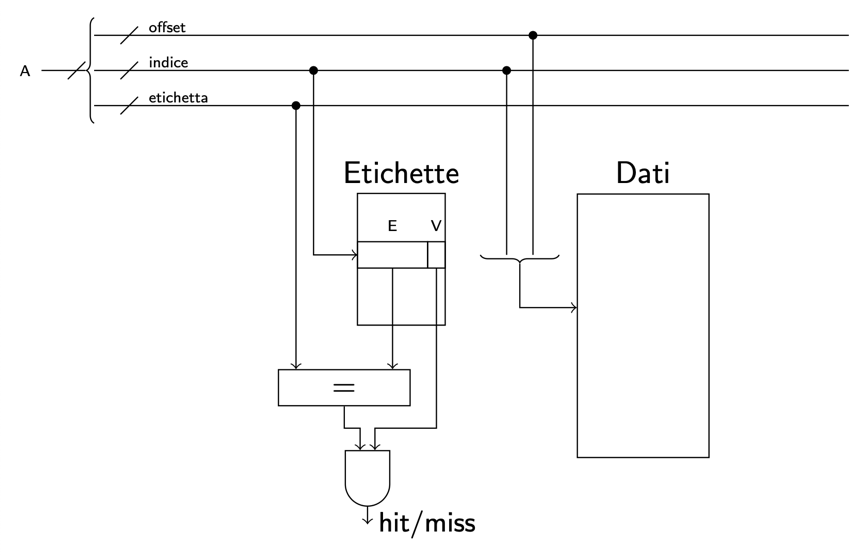 offset
A
indice
etichetta
Etichette
Dati
E
V
=
hit/miss